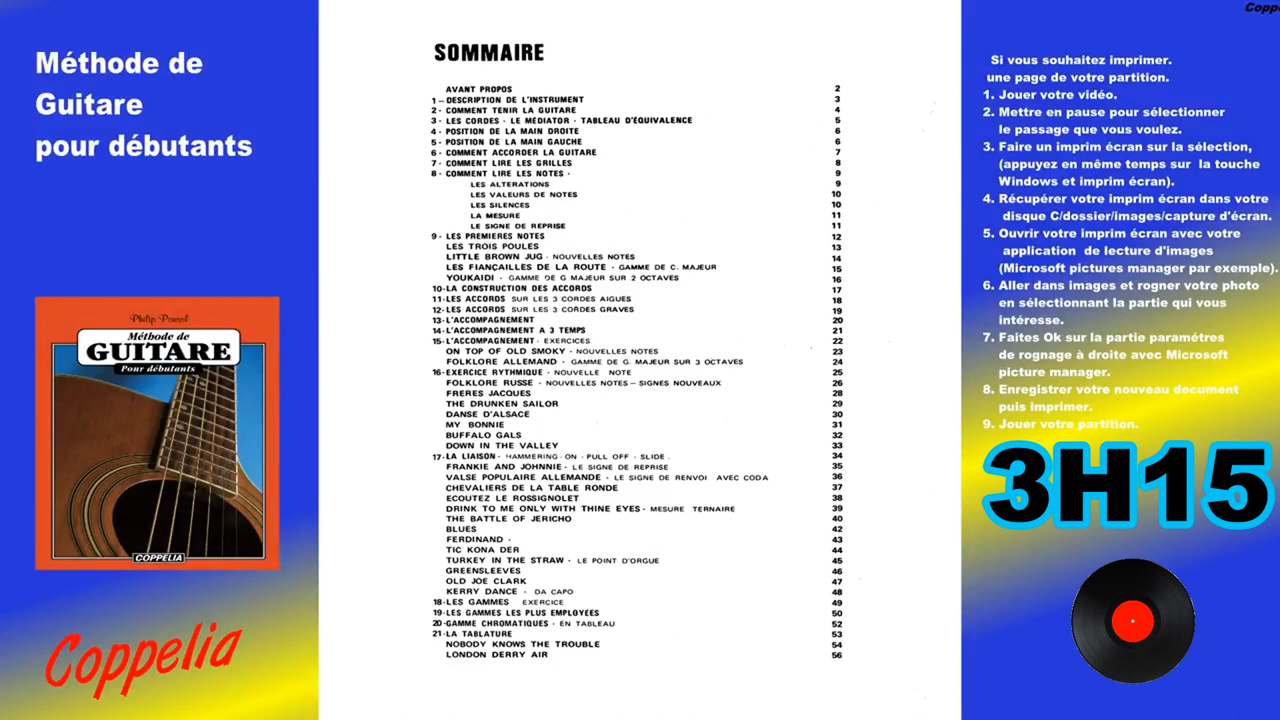 Méthode de
Guitare
pour débutants
Philip Pensol
Méthode de
GUITARE
Pour débutants
COPPELIA
Coppelia
SOMMAIRE
AVANT PROPOS 2
1 - DESCRIPTION DE L'INSTRUMENT 3
2 - COMMENT TENIR LA GUITARE 4
3 - LES CORDES - LE MÉDIATOR - TABLEAU D'ÉQUIVALENCE 5
4 - POSITION DE LA MAIN DROITE 6
5 - POSITION DE LA MAIN GAUCHE 6
6 - COMMENT ACCORDER LA GUITARE 7
7 - COMMENT LIRE LES GRILLES 8
8 - COMMENT LIRE LES NOTES - 9
LES ALTERATIONS 9
LES VALEURS DE NOTES 10
LES SILENCES 10
LA MESURE 11
LE SIGNE DE REPRISE 11
9 - LES PREMIERES NOTES 12
LES TROIS POULES 13
LITTLE BROWN JUG - NOUVELLES NOTES 14
LES FIANÇAILLES DE LA ROUTE - GAMME DE C. MAJEUR 15
YOUKAIDI - GAMME DE G. MAJEUR SUR 2 OCTAVES 16
10-LA CONSTRUCTION DES ACCORDS 17
11-LES ACCORDS SUR LES 3 CORDES AIGUES 18
12-LES ACCORDS SUR LES 3 CORDES GRAVES 19
13-L'ACCOMPAGNEMENT 20
14-L'ACCOMPAGNEMENT A 3 TEMPS 21
15-L'ACCOMPAGNEMENT - EXERCICES 22
ON TOP OF OLD SMOKY - NOUVELLES NOTES 23
FOLKLORE ALLEMAND - GAMME DE G. MAJEUR SUR 3 OCTAVES 24
16-EXERCICE RYTHMIQUE - NOUVELLE NOTE 25
FOLKLORE RUSSE - NOUVELLES NOTES – SIGNES NOUVEAUX 26
FRERES JACQUES 28
THE DRUNKEN SAILOR 29
DANSE D'ALSACE 30
MY BONNIE 31
BUFFALO GALS 32
DOWN IN THE VALLEY 33
17-LA LIAISON - HAMMERING - ON - PULL OFF - SLIDE . 34
FRANKIE AND JOHNNIE - LE SIGNE DE REPRISE 35
VALSE POPULAIRE ALLEMANDE - LE SIGNE DE RENVOI AVEC CODA 36
CHEVALIERS DE LA TABLE RONDE 37
ECOUTEZ LE ROSSIGNOLET 38
DRINK TO ME ONLY WITH THINE EYES - MESURE TERNAIRE 39
THE BATTLE OF JERICHO 40
BLUES 42
FERDINAND - 43
TIC KONA DER 44
TURKEY IN THE STRAW - LE POINT D'ORGUE 45
GREENSLEEVES 46
OLD JOE CLARK 47
KERRY DANCE - DA CAPO 48
18-LES GAMMES EXERCICE 49
19-LES GAMMES LES PLUS EMPLOYÉES 50
20-GAMME CHROMATIQUES - EN TABLEAU 52
21-LA TABLATURE 53
NOBODY KNOWS THE TROUBLE 54
LONDON DERRY AIR 56
Si vous souhaitez imprimer.
une page de votre partition.
1. Jouer votre vidéo.
2. Mettre en pause pour sélectionner
le passage que vous voulez.
3. Faire un imprim écran sur la sélection,
(appuyez en même temps sur la touche
Windows et imprim écran).
4. Récupérer votre imprim écran dans votre
disque C/dossier/images/capture d'écran.
5. Ouvrir votre imprim écran avec votre
application de lecture d'images
(Microsoft pictures manager par exemple).
6. Aller dans images et rogner votre photo
en sélectionnant la partie qui vous
intéresse.
7. Faites Ok sur la partie paramétres
de rognage à droite avec Microsoft
picture manager.
8. Enregistrer votre nouveau document
puis imprimer.
9. Jouer votre partition.
3H15